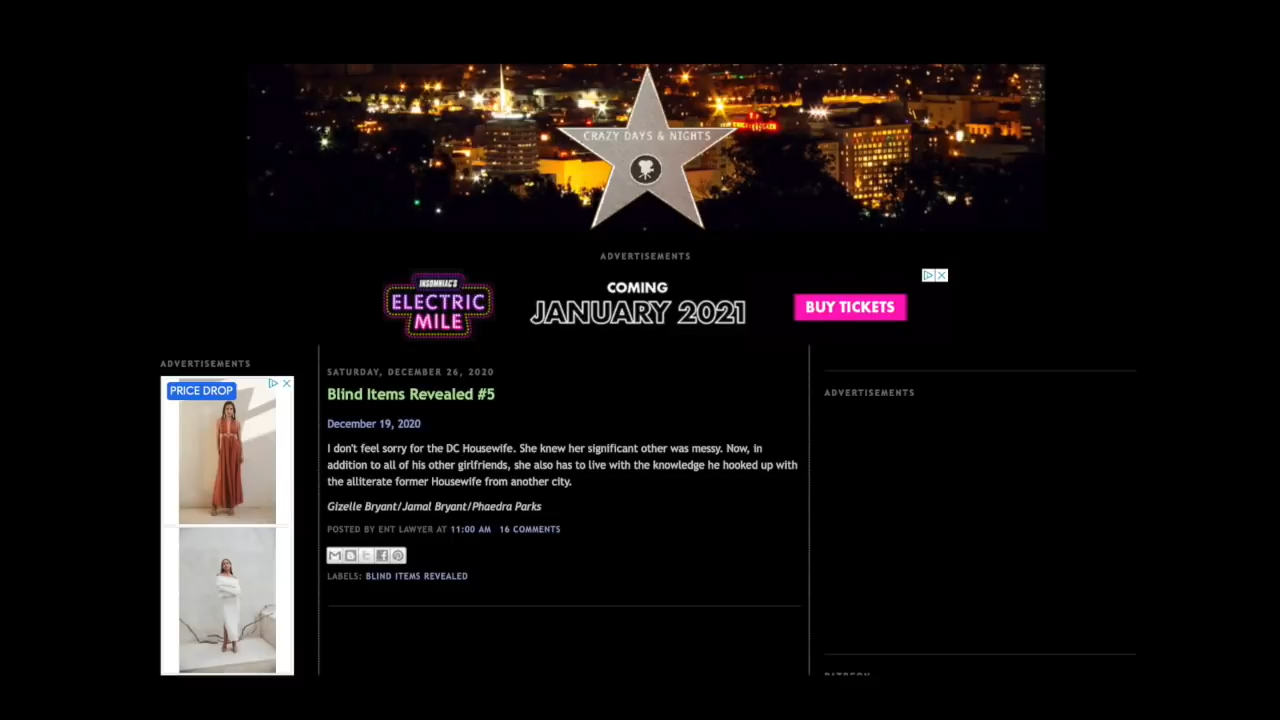 CRAZY DAYS & NIGHTS
ADVERTISEMENTS
INSOMNIAC'S
ELECTRIC
MILE
COMING
JANUARY 2021
BUY TICKETS
ADVERTISEMENTS
PRICE DROP
SATURDAY, DECEMBER 26, 2020
Blind Items Revealed #5
December 19, 2020
I don't feel sorry for the DC Housewife. She knew her significant other was messy. Now, in
addition to all of his other girlfriends, she also has to live with the knowledge he hooked up with
the alliterate former Housewife from another city.
Gizelle Bryant/Jamal Bryant/Phaedra Parks
POSTED BY ENT LAWYER AT 11:00 AM 16 COMMENTS
LABELS: BLIND ITEMS REVEALED
ADVERTISEMENTS
PATREON